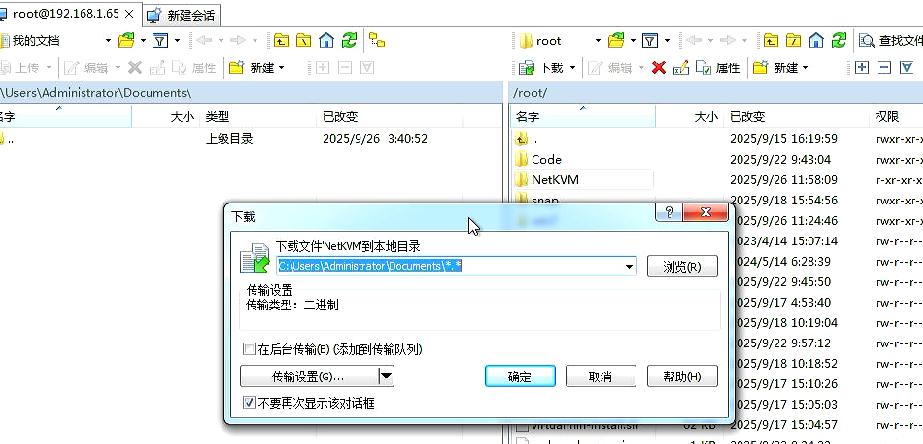 root@192.168.1.65 × 新建会话
我的文档
root 查找文件
上传 编辑 属性 新建
下载 编辑 属性 新建
\Users\Administrator\Documents\
/root/
名字 大小 类型 已改变
名字 大小 已改变 权限
.. 上级目录 2025/9/26 3:40:52
. 2025/9/15 16:19:59 rwxr-xr-x
Code 2025/9/22 9:43:04 rwxr-xr-x
NetKVM 2025/9/26 11:58:09 r-xr-xr-x
snap 2025/9/18 15:54:56 rwxr-xr-x
2025/9/26 11:24:46 rwxr-xr-x
2023/4/14 15:07:14 rw-r--r--
2024/5/14 6:23:39 rw-r--r--
2025/9/22 9:45:50 rw-r--r--
2025/9/17 4:53:40 rw-r--r--
2025/9/18 10:19:04 rw-r--r--
2025/9/22 9:57:12 rw-r--r--
2025/9/18 10:18:52 rw-r--r--
2025/9/17 15:10:26 rw-r--r--
2025/9/17 15:05:03 rw-r--r--
2025/9/17 15:04:57 rw-r--r--
下载
下载文件'NetKVM'到本地目录
C:\Users\Administrator\Documents\*.*
浏览(R)
传输设置
传输类型：二进制
在后台传输(E) (添加到传输队列)
传输设置(G)...
确定 取消 帮助(H)
不要再次显示该对话框